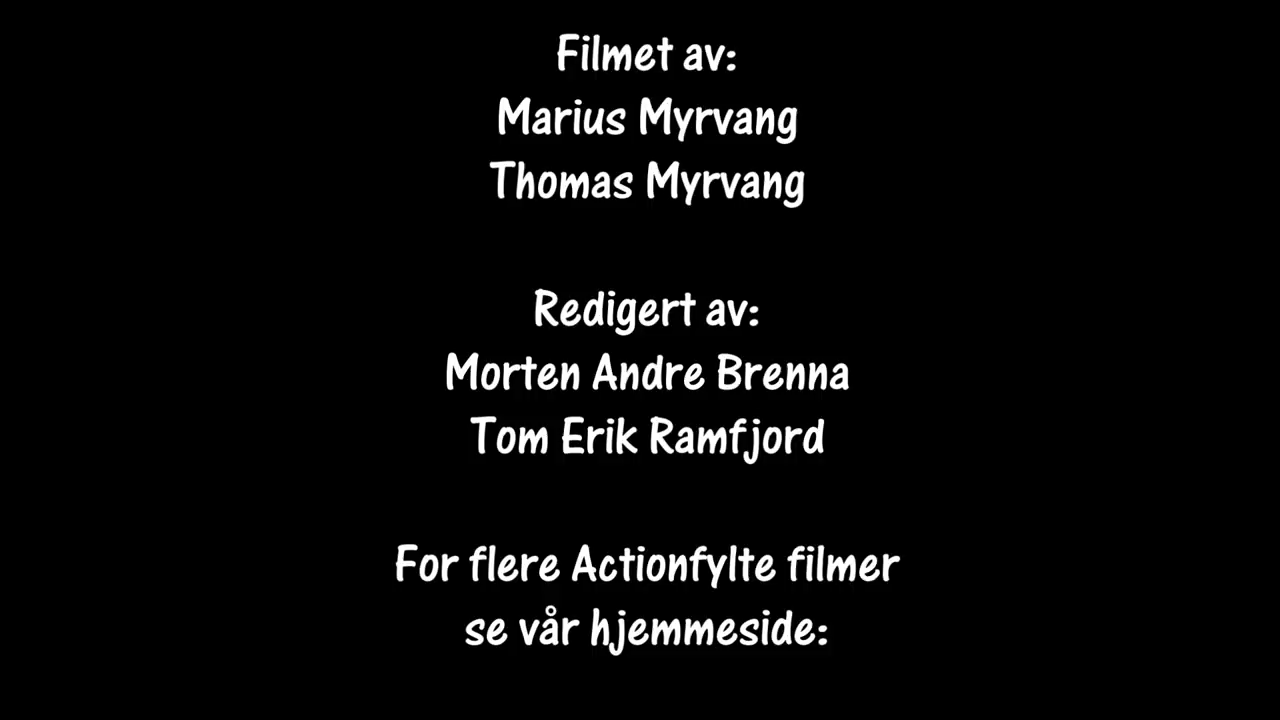 Filmet av:
Marius Myrvang
Thomas Myrvang
Redigert av:
Morten Andre Brenna
Tom Erik Ramfjord
For flere Actionfylte filmer
se vår hjemmeside: